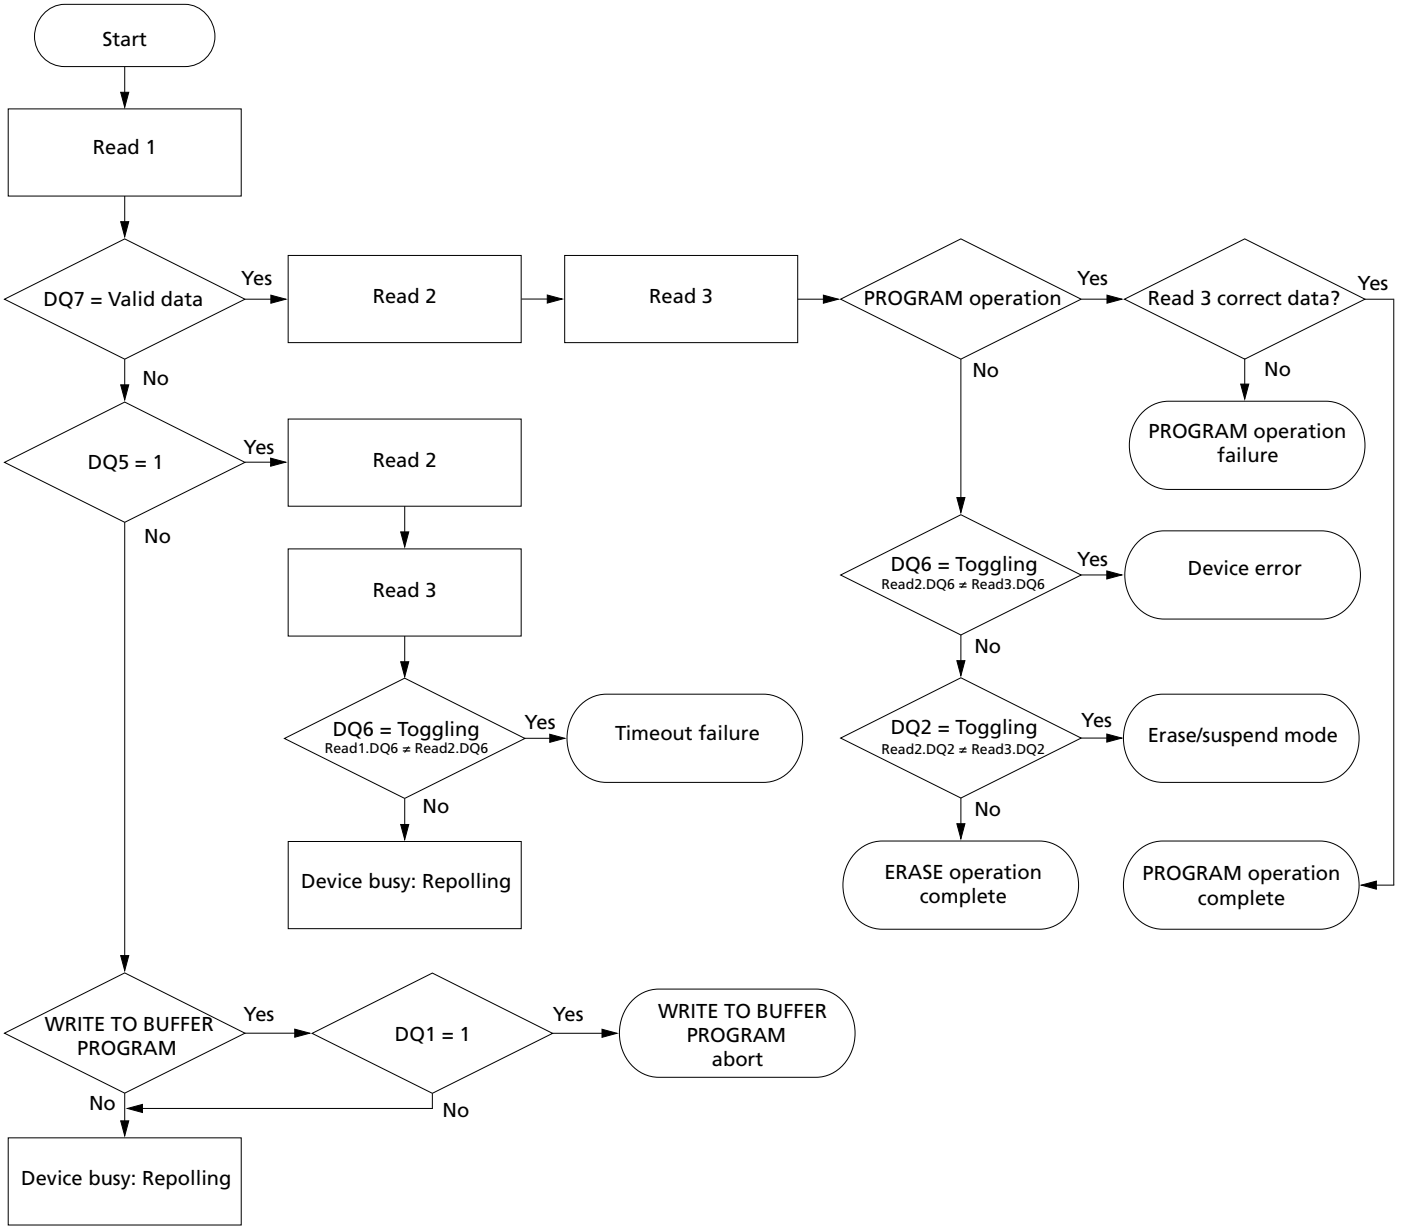 Start
Read 1
DQ7 = Valid data
Yes
Read 2
Read 3
PROGRAM operation
Yes
Read 3 correct data?
Yes
No
No
No
PROGRAM operation
failure
DQ5 = 1
Yes
Read 2
No
Read 3
DQ6 = Toggling
Read2.DQ6 ≠ Read3.DQ6
Yes
Device error
No
DQ6 = Toggling
Read1.DQ6 ≠ Read2.DQ6
Yes
Timeout failure
DQ2 = Toggling
Read2.DQ2 ≠ Read3.DQ2
Yes
Erase/suspend mode
No
No
Device busy: Repolling
ERASE operation
complete
PROGRAM operation
complete
WRITE TO BUFFER
PROGRAM
Yes
DQ1 = 1
Yes
WRITE TO BUFFER
PROGRAM
abort
No
No
Device busy: Repolling